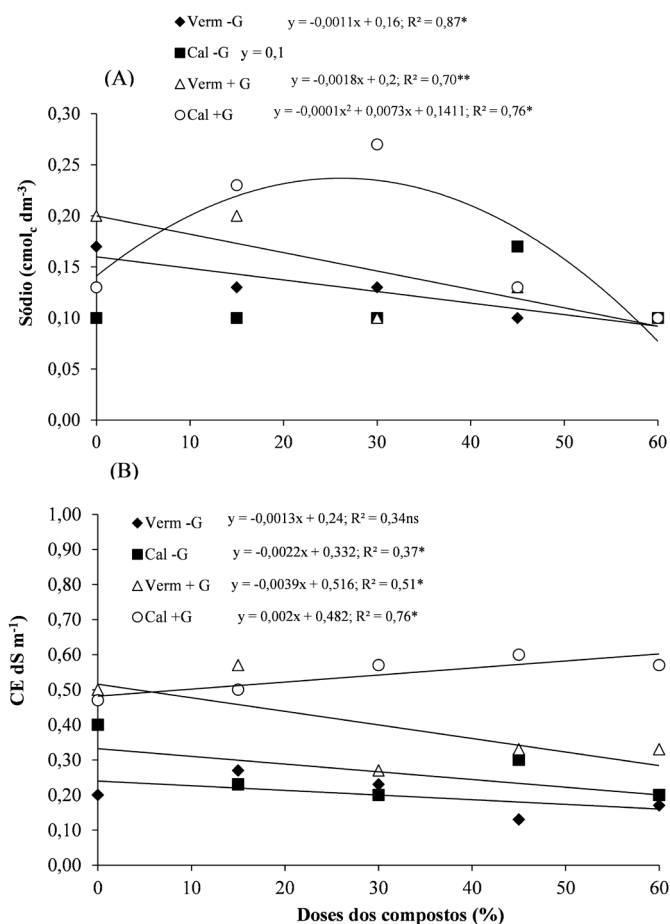 Verm -G y = -0,0011x + 0,16; R² = 0,87*
Cal -G y = 0,1
(A)
Verm + G y = -0,0018x + 0,2; R² = 0,70**
Cal +G y = -0,0001x² + 0,0073x + 0,1411; R² = 0,76*
0,30
0,25
0,20
0,15
0,10
0,05
0,00
Sódio (cmolc dm⁻³)
0 10 20 30 40 50 60
(B)
1,00
0,90
0,80
0,70
0,60
0,50
0,40
0,30
0,20
0,10
0,00
CE dS m⁻¹
Verm -G y = -0,0013x + 0,24; R² = 0,34ns
Cal -G y = -0,0022x + 0,332; R² = 0,37*
Verm + G y = -0,0039x + 0,516; R² = 0,51*
Cal +G y = 0,002x + 0,482; R² = 0,76*
0 10 20 30 40 50 60
Doses dos compostos (%)